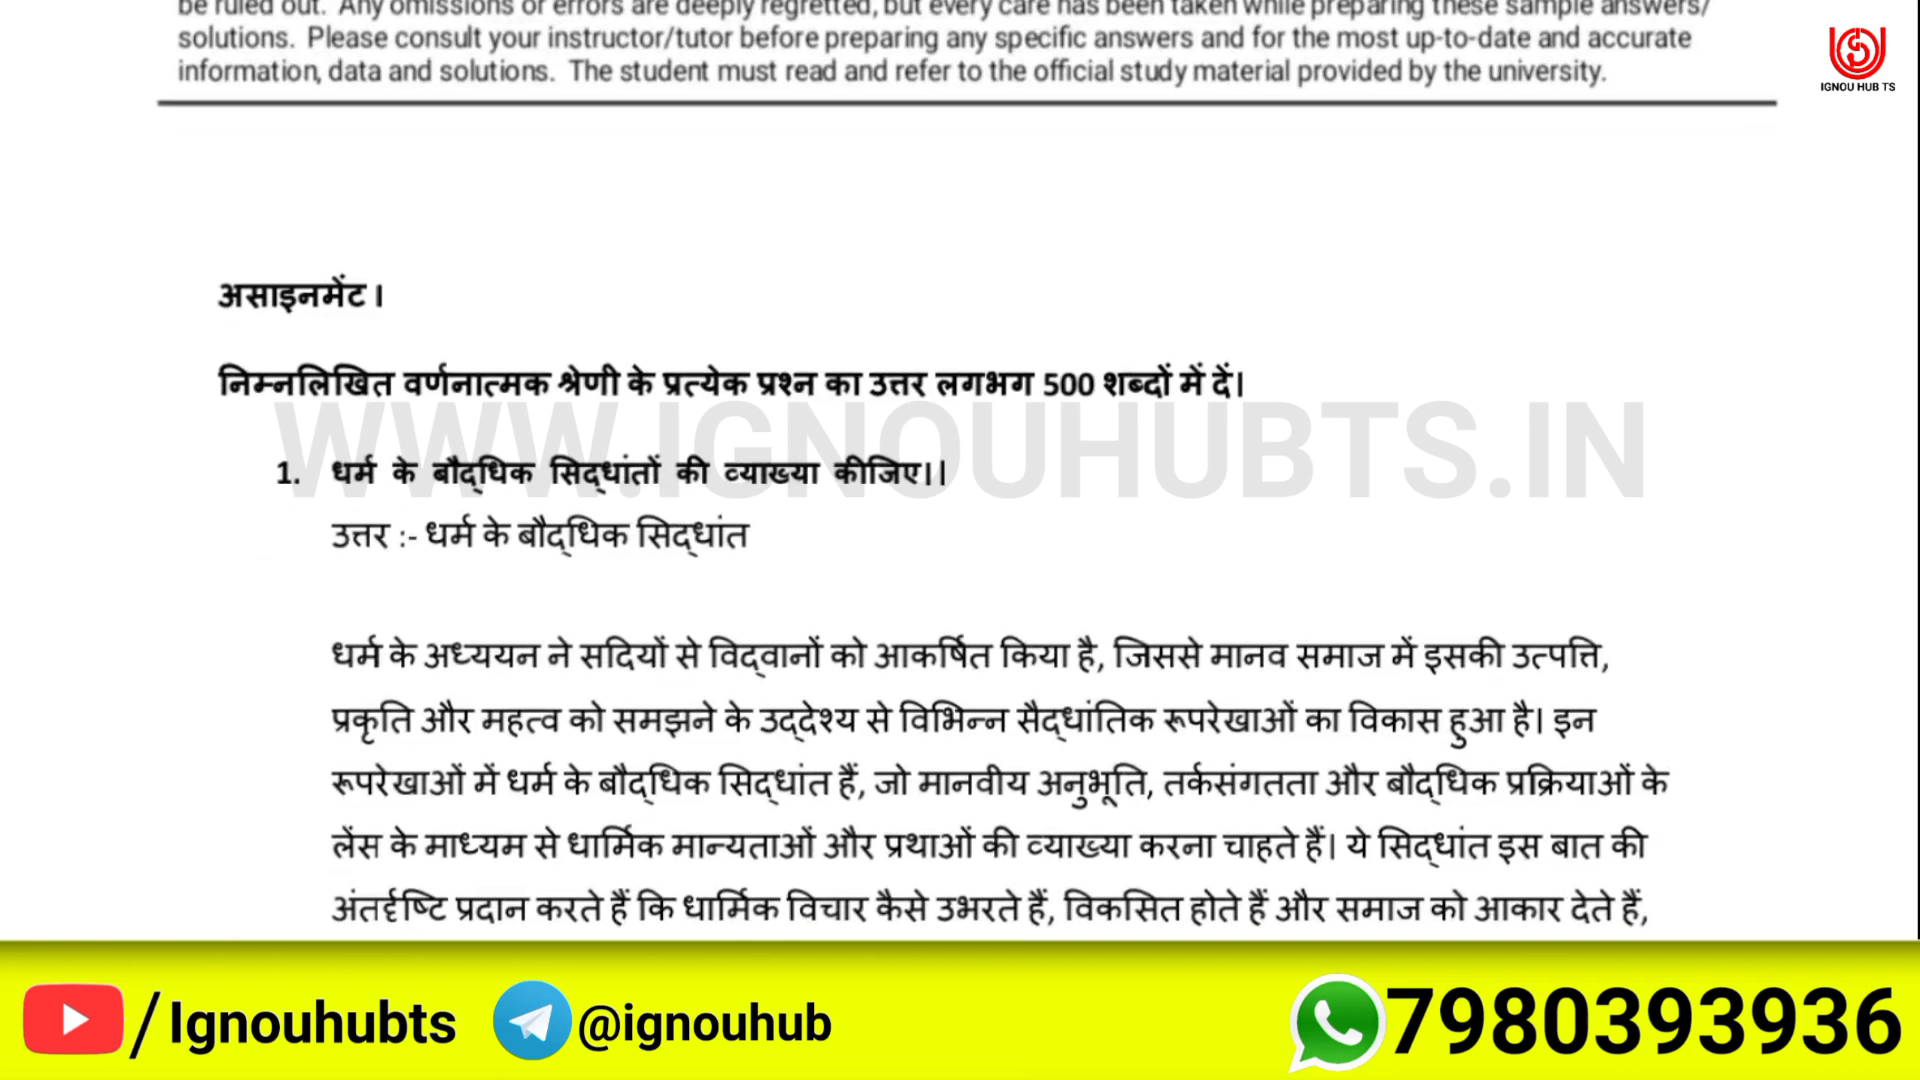 be ruled out. Any omissions or errors are deeply regretted, but every care has been taken while preparing these sample answers/
solutions. Please consult your instructor/tutor before preparing any specific answers and for the most up-to-date and accurate
information, data and solutions. The student must read and refer to the official study material provided by the university.
IGNOU HUB TS
असाइनमेंट।
निम्नलिखित वर्णनात्मक श्रेणी के प्रत्येक प्रश्न का उत्तर लगभग 500 शब्दों में दें।
WWW.IGNOUHUBTS.IN
1. धर्म के बौद्धिक सिद्धांतों की व्याख्या कीजिए।।
उत्तर :- धर्म के बौद्धिक सिद्धांत
धर्म के अध्ययन ने सदियों से विद्वानों को आकर्षित किया है, जिससे मानव समाज में इसकी उत्पत्ति,
प्रकृति और महत्व को समझने के उद्देश्य से विभिन्न सैद्धांतिक रूपरेखाओं का विकास हुआ है। इन
रूपरेखाओं में धर्म के बौद्धिक सिद्धांत हैं, जो मानवीय अनुभूति, तर्कसंगतता और बौद्धिक प्रक्रियाओं के
लेंस के माध्यम से धार्मिक मान्यताओं और प्रथाओं की व्याख्या करना चाहते हैं। ये सिद्धांत इस बात की
अंतर्दृष्टि प्रदान करते हैं कि धार्मिक विचार कैसे उभरते हैं, विकसित होते हैं और समाज को आकार देते हैं,
/Ignouhubts @ignouhub 7980393936